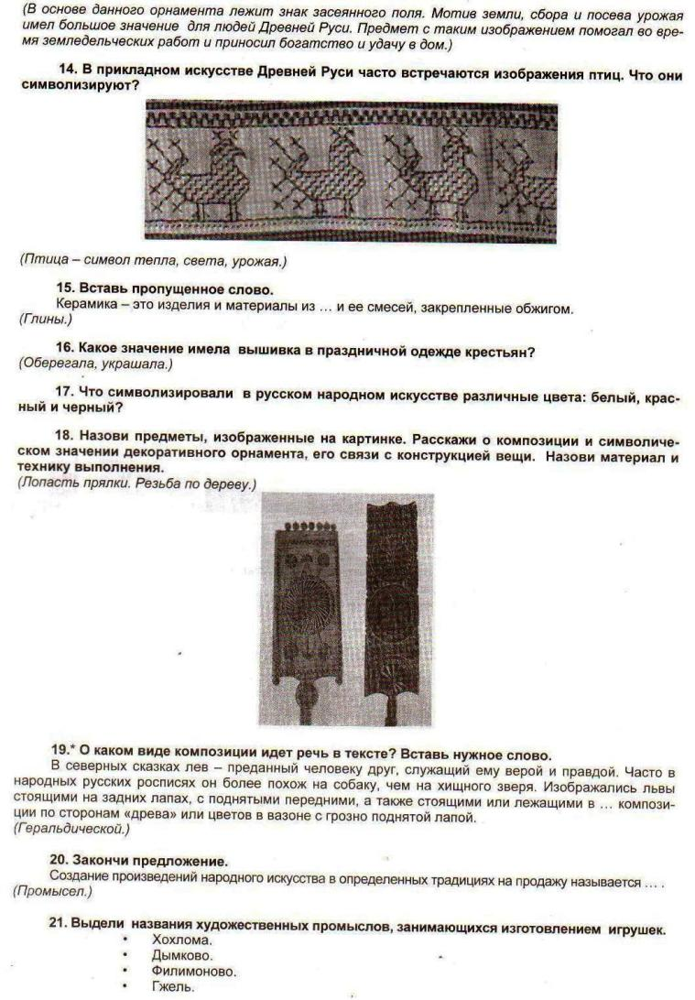 (В основе данного орнамента лежит знак засеянного поля. Мотив земли, сбора и посева урожая
имел большое значение для людей Древней Руси. Предмет с таким изображением помогал во вре-
мя земледельческих работ и приносил богатство и удачу в дом.)
14. В прикладном искусстве Древней Руси часто встречаются изображения птиц. Что они
символизируют?
(Птица – символ тепла, света, урожая.)
15. Вставь пропущенное слово.
Керамика – это изделия и материалы из … и ее смесей, закрепленные обжигом.
(Глины.)
16. Какое значение имела вышивка в праздничной одежде крестьян?
(Оберегала, украшала.)
17. Что символизировали в русском народном искусстве различные цвета: белый, крас-
ный и черный?
18. Назови предметы, изображенные на картинке. Расскажи о композиции и символиче-
ском значении декоративного орнамента, его связи с конструкцией вещи. Назови материал и
технику выполнения.
(Лопасть прялки. Резьба по дереву.)
19.* О каком виде композиции идет речь в тексте? Вставь нужное слово.
В северных сказках лев – преданный человеку друг, служащий ему верой и правдой. Часто в
народных русских росписях он более похож на собаку, чем на хищного зверя. Изображались львы
стоящими на задних лапах, с поднятыми передними, а также стоящими или лежащими в … компози-
ции по сторонам «древа» или цветов в вазоне с грозно поднятой лапой.
(Геральдической.)
20. Закончи предложение.
Создание произведений народного искусства в определенных традициях на продажу называется … .
(Промысел.)
21. Выдели названия художественных промыслов, занимающихся изготовлением игрушек.
• Хохлома.
• Дымково.
• Филимоново.
• Гжель.